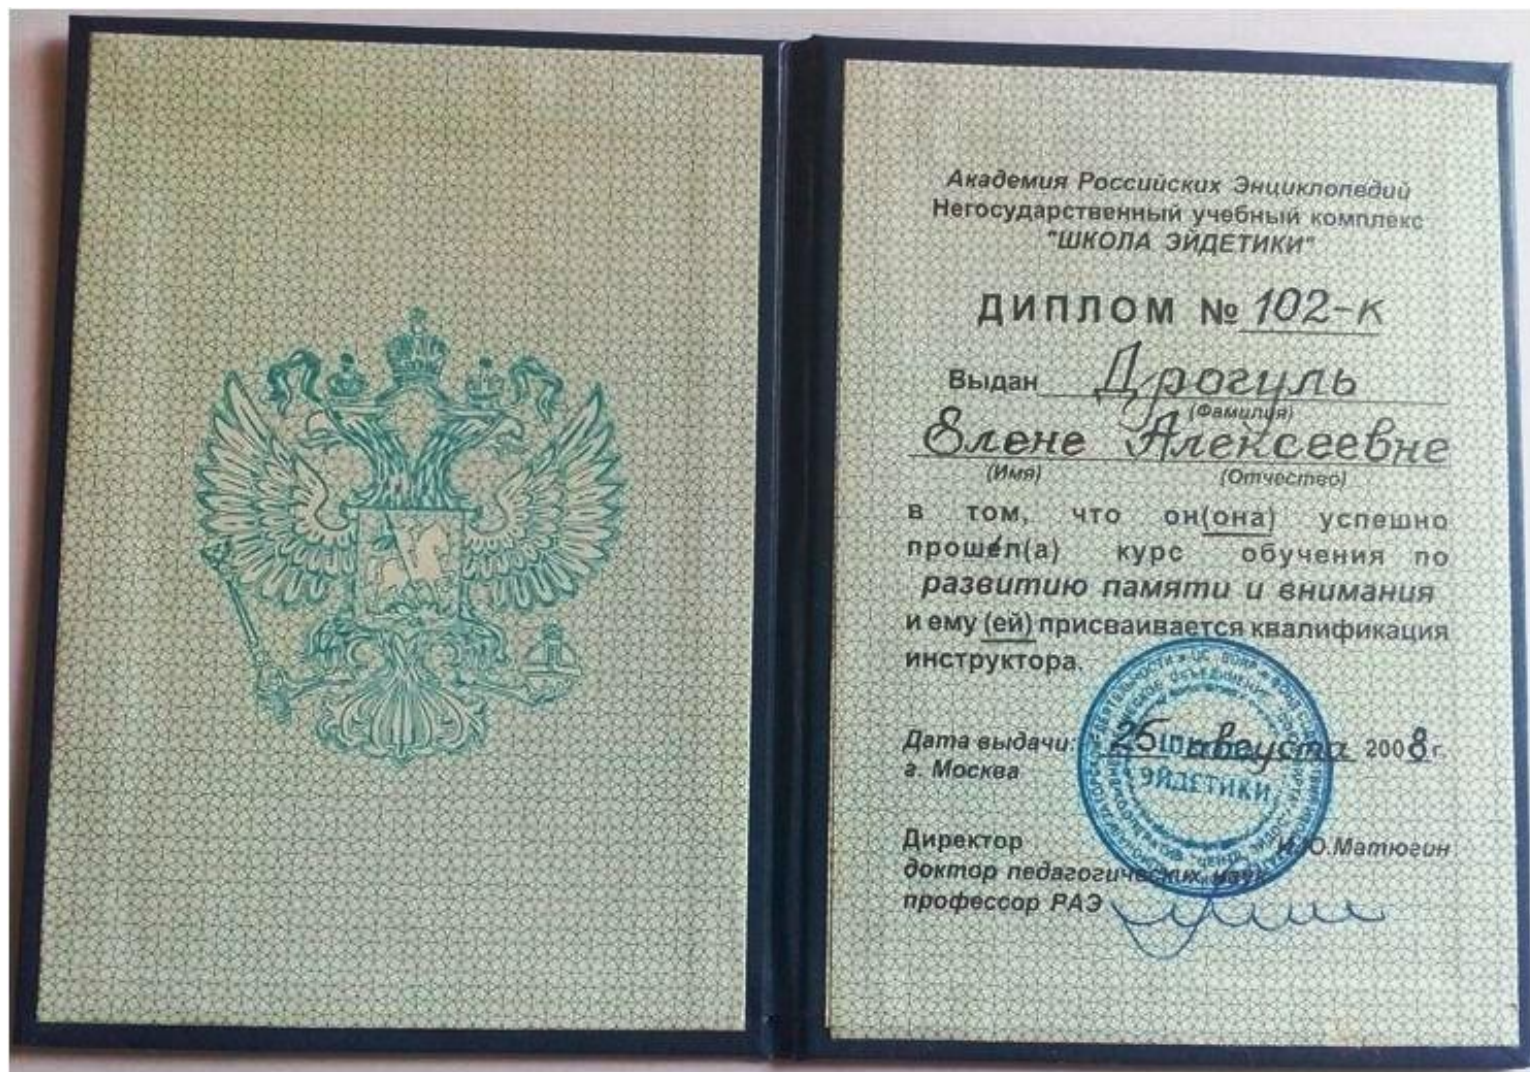 Академия Российских Энциклопедий
Негосударственный учебный комплекс
"ШКОЛА ЭЙДЕТИКИ"
ДИПЛОМ № 102-к
Выдан Дрогуль
(Фамилия)
Елене Алексеевне
(Имя) (Отчество)
в том, что он(она) успешно
прошёл(а) курс обучения по
развитию памяти и внимания
и ему (ей) присваивается квалификация
инструктора.
Дата выдачи: 25 августа 2008 г.
г. Москва
ЭЙДЕТИКИ
Директор И.Ю.Матюгин
доктор педагогических наук
профессор РАЭ